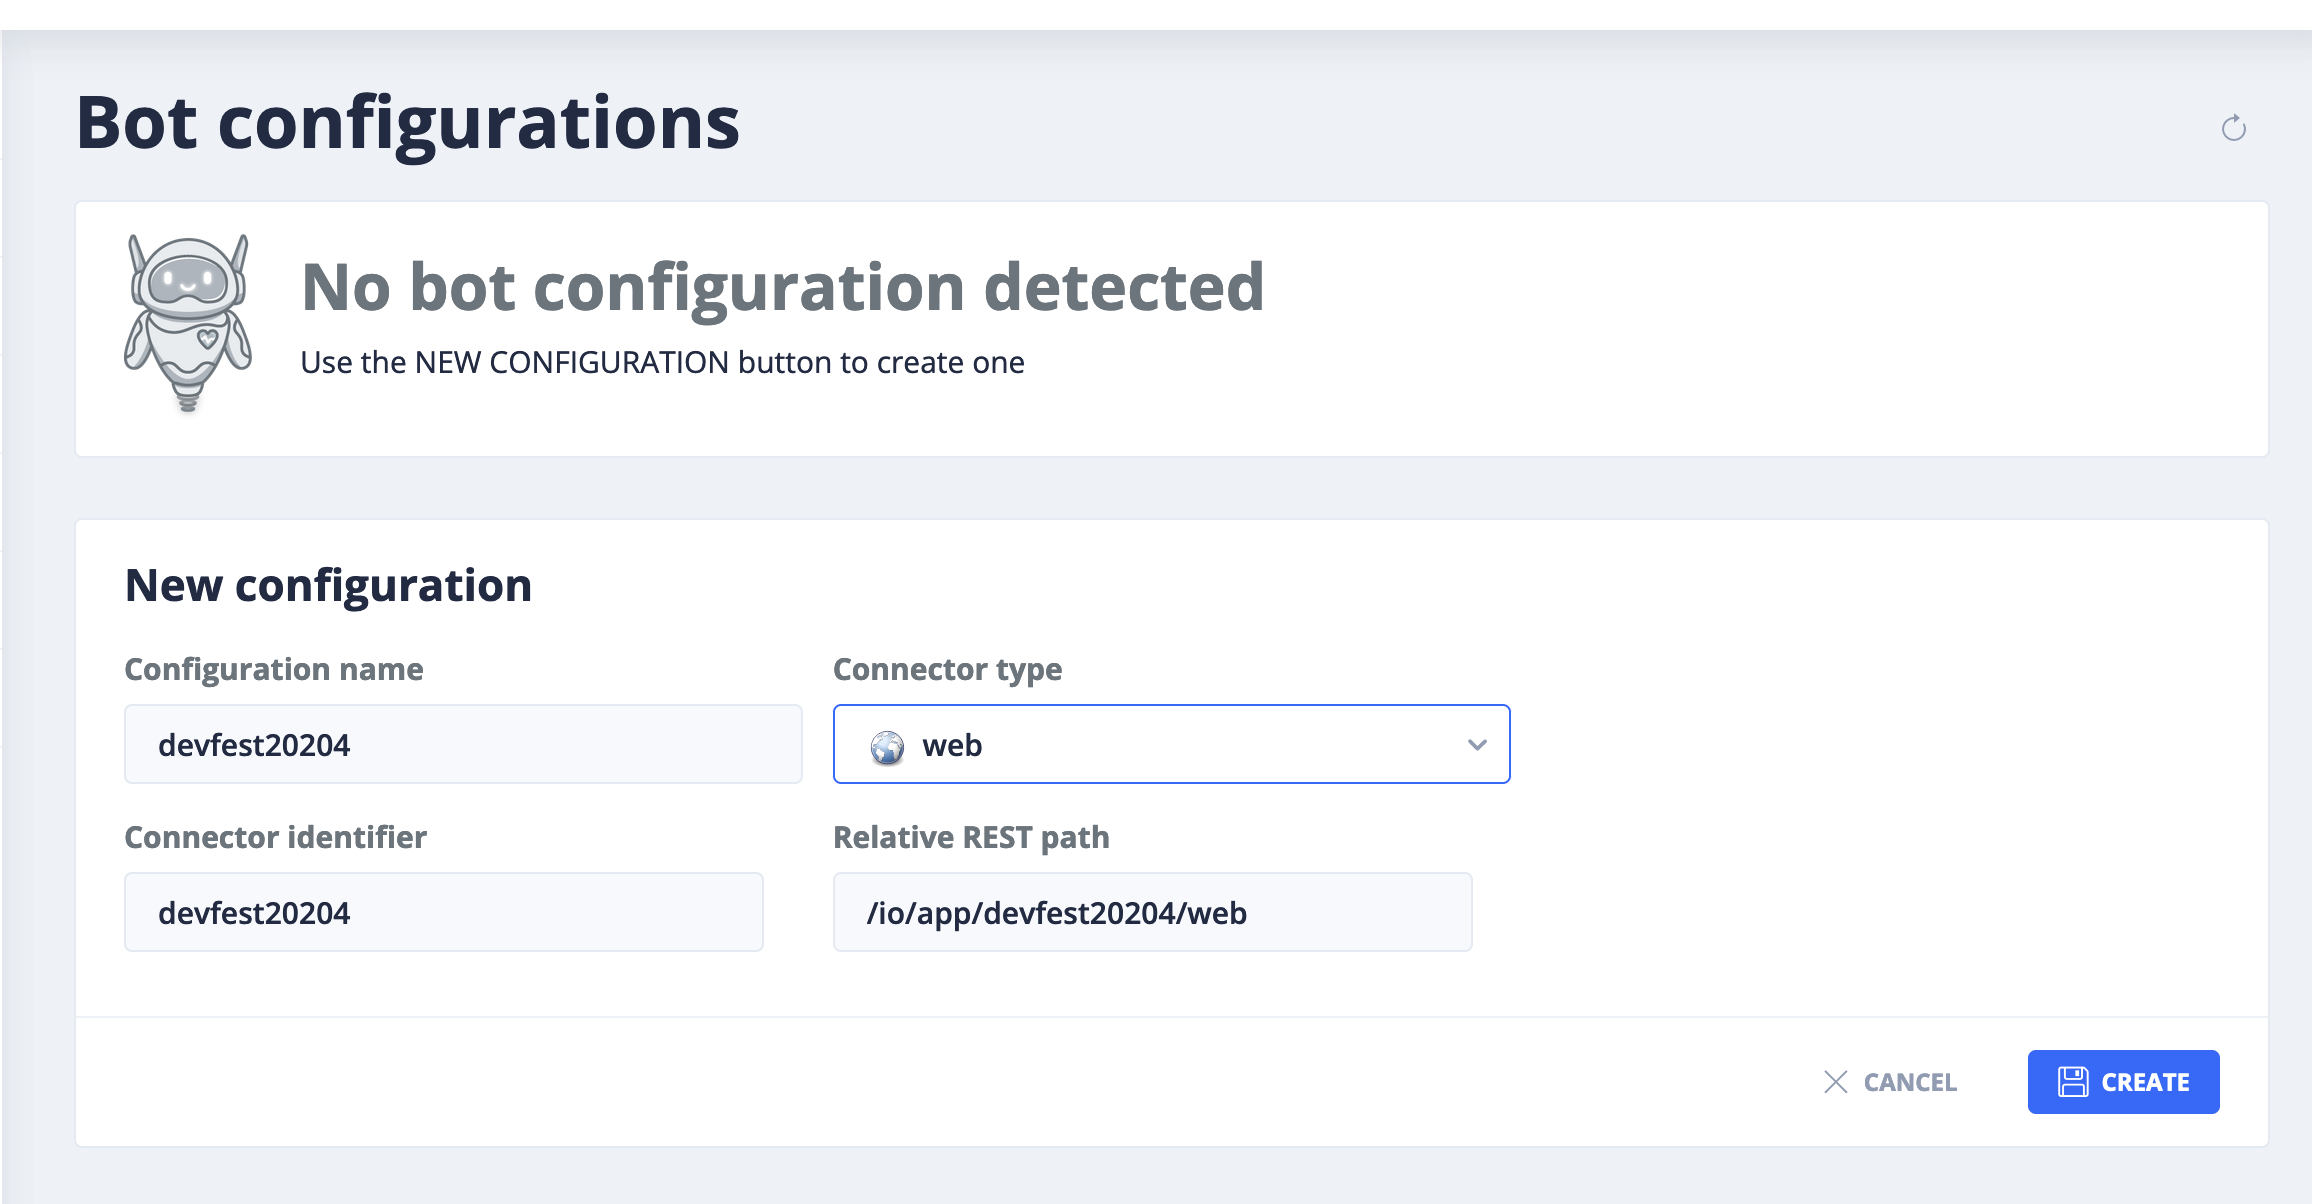 Bot configurations
No bot configuration detected
Use the NEW CONFIGURATION button to create one
New configuration
Configuration name
Connector type
devfest20204
web
Connector identifier
Relative REST path
devfest20204
/io/app/devfest20204/web
CANCEL
CREATE